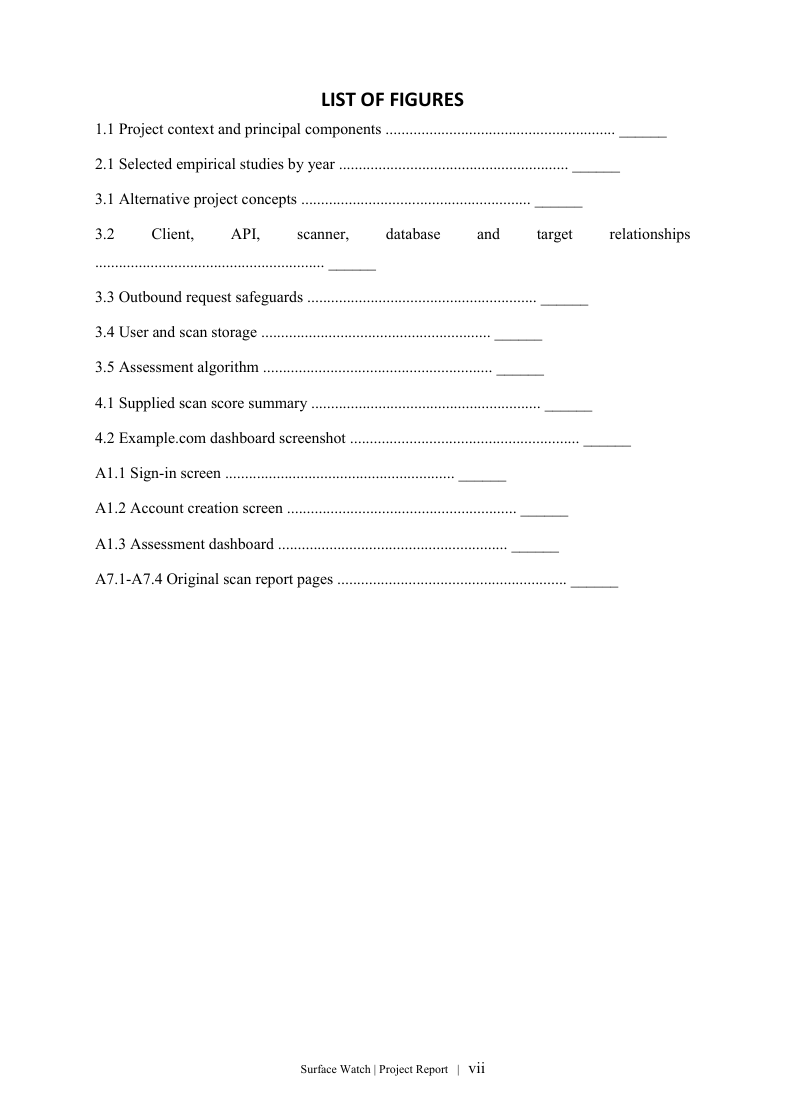 LIST OF FIGURES
1.1 Project context and principal components .......................................................... ______
2.1 Selected empirical studies by year .......................................................... ______
3.1 Alternative project concepts .......................................................... ______
3.2 Client, API, scanner, database and target relationships
.......................................................... ______
3.3 Outbound request safeguards .......................................................... ______
3.4 User and scan storage .......................................................... ______
3.5 Assessment algorithm .......................................................... ______
4.1 Supplied scan score summary .......................................................... ______
4.2 Example.com dashboard screenshot .......................................................... ______
A1.1 Sign-in screen .......................................................... ______
A1.2 Account creation screen .......................................................... ______
A1.3 Assessment dashboard .......................................................... ______
A7.1-A7.4 Original scan report pages .......................................................... ______
Surface Watch | Project Report | vii